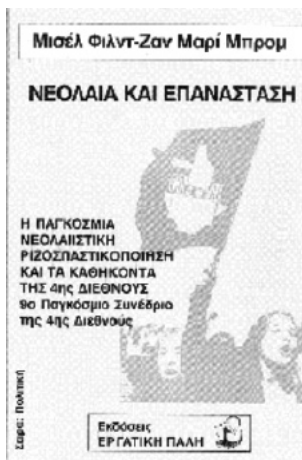 Μισέλ Φιλντ-Ζαν Μαρί Μπρομ
ΝΕΟΛΑΙΑ ΚΑΙ ΕΠΑΝΑΣΤΑΣΗ
Η ΠΑΓΚΟΣΜΙΑ
ΝΕΟΛΑΙΙΣΤΙΚΗ
ΡΙΖΟΣΠΑΣΤΙΚΟΠΟΙΗΣΗ
ΚΑΙ ΤΑ ΚΑΘΗΚΟΝΤΑ
ΤΗΣ 4ης ΔΙΕΘΝΟΥΣ
9ο Παγκόσμιο Συνέδριο
της 4ης Διεθνούς
Σειρά: Πολιτική
Εκδόσεις
ΕΡΓΑΤΙΚΗ ΠΑΛΗ